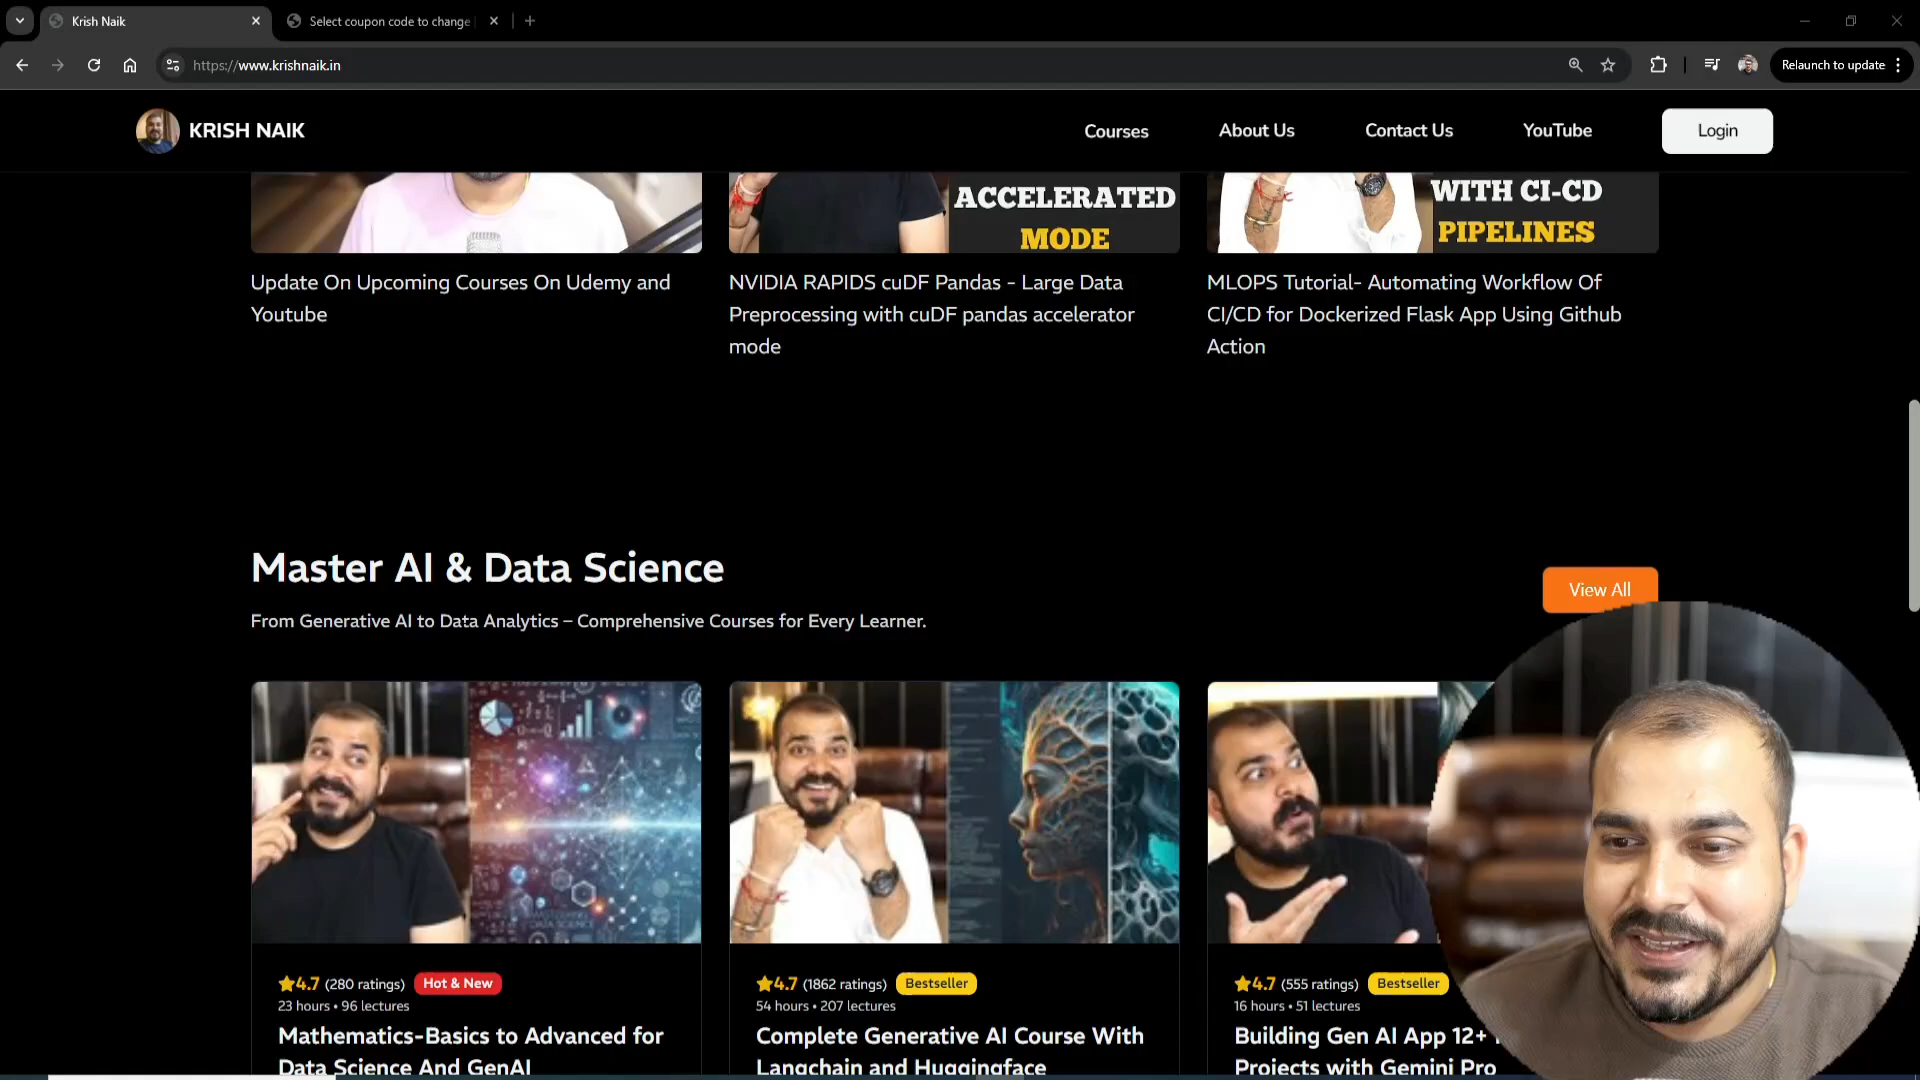 Krish Naik
Select coupon code to change
https://www.krishnaik.in
Relaunch to update
KRISH NAIK
Courses
About Us
Contact Us
YouTube
Login
ACCELERATED
MODE
WITH CI-CD
PIPELINES
Update On Upcoming Courses On Udemy and
Youtube
NVIDIA RAPIDS cuDF Pandas - Large Data
Preprocessing with cuDF pandas accelerator
mode
MLOPS Tutorial- Automating Workflow Of
CI/CD for Dockerized Flask App Using Github
Action
Master AI & Data Science
View All
From Generative AI to Data Analytics – Comprehensive Courses for Every Learner.
4.7 (280 ratings) Hot & New
23 hours • 96 lectures
Mathematics-Basics to Advanced for
Data Science And GenAI
4.7 (1862 ratings) Bestseller
54 hours • 207 lectures
Complete Generative AI Course With
Langchain and Huggingface
4.7 (555 ratings) Bestseller
16 hours • 51 lectures
Building Gen AI App 12+
Projects with Gemini Pro